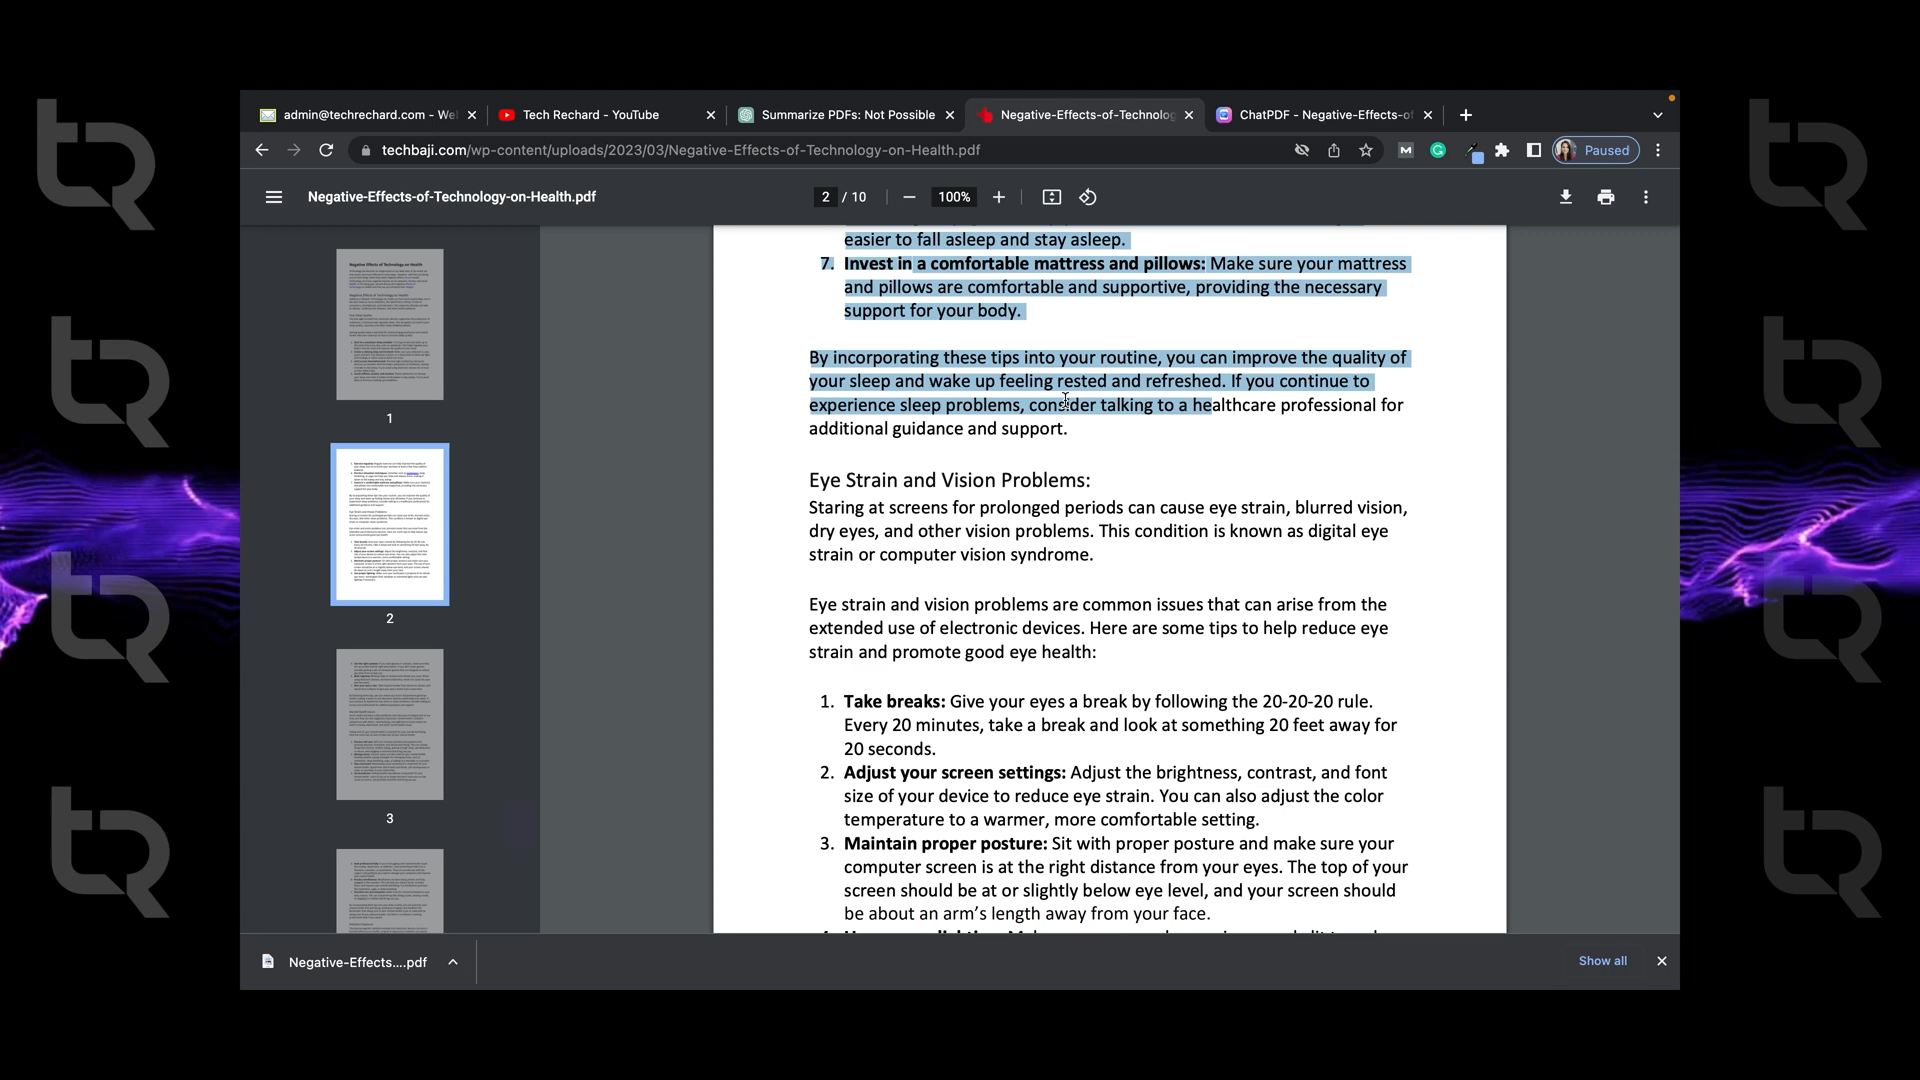 admin@techrechard.com - We
Tech Rechard - YouTube
Summarize PDFs: Not Possible
Negative-Effects-of-Technolog
ChatPDF - Negative-Effects-of
techbaji.com/wp-content/uploads/2023/03/Negative-Effects-of-Technology-on-Health.pdf
Paused
Negative-Effects-of-Technology-on-Health.pdf
2 / 10
100%
easier to fall asleep and stay asleep.
7. Invest in a comfortable mattress and pillows: Make sure your mattress
and pillows are comfortable and supportive, providing the necessary
support for your body.
By incorporating these tips into your routine, you can improve the quality of
your sleep and wake up feeling rested and refreshed. If you continue to
experience sleep problems, consider talking to a healthcare professional for
additional guidance and support.
Eye Strain and Vision Problems:
Staring at screens for prolonged periods can cause eye strain, blurred vision,
dry eyes, and other vision problems. This condition is known as digital eye
strain or computer vision syndrome.
Eye strain and vision problems are common issues that can arise from the
extended use of electronic devices. Here are some tips to help reduce eye
strain and promote good eye health:
1. Take breaks: Give your eyes a break by following the 20-20-20 rule.
Every 20 minutes, take a break and look at something 20 feet away for
20 seconds.
2. Adjust your screen settings: Adjust the brightness, contrast, and font
size of your device to reduce eye strain. You can also adjust the color
temperature to a warmer, more comfortable setting.
3. Maintain proper posture: Sit with proper posture and make sure your
computer screen is at the right distance from your eyes. The top of your
screen should be at or slightly below eye level, and your screen should
be about an arm's length away from your face.
1
2
3
Negative-Effects....pdf
Show all